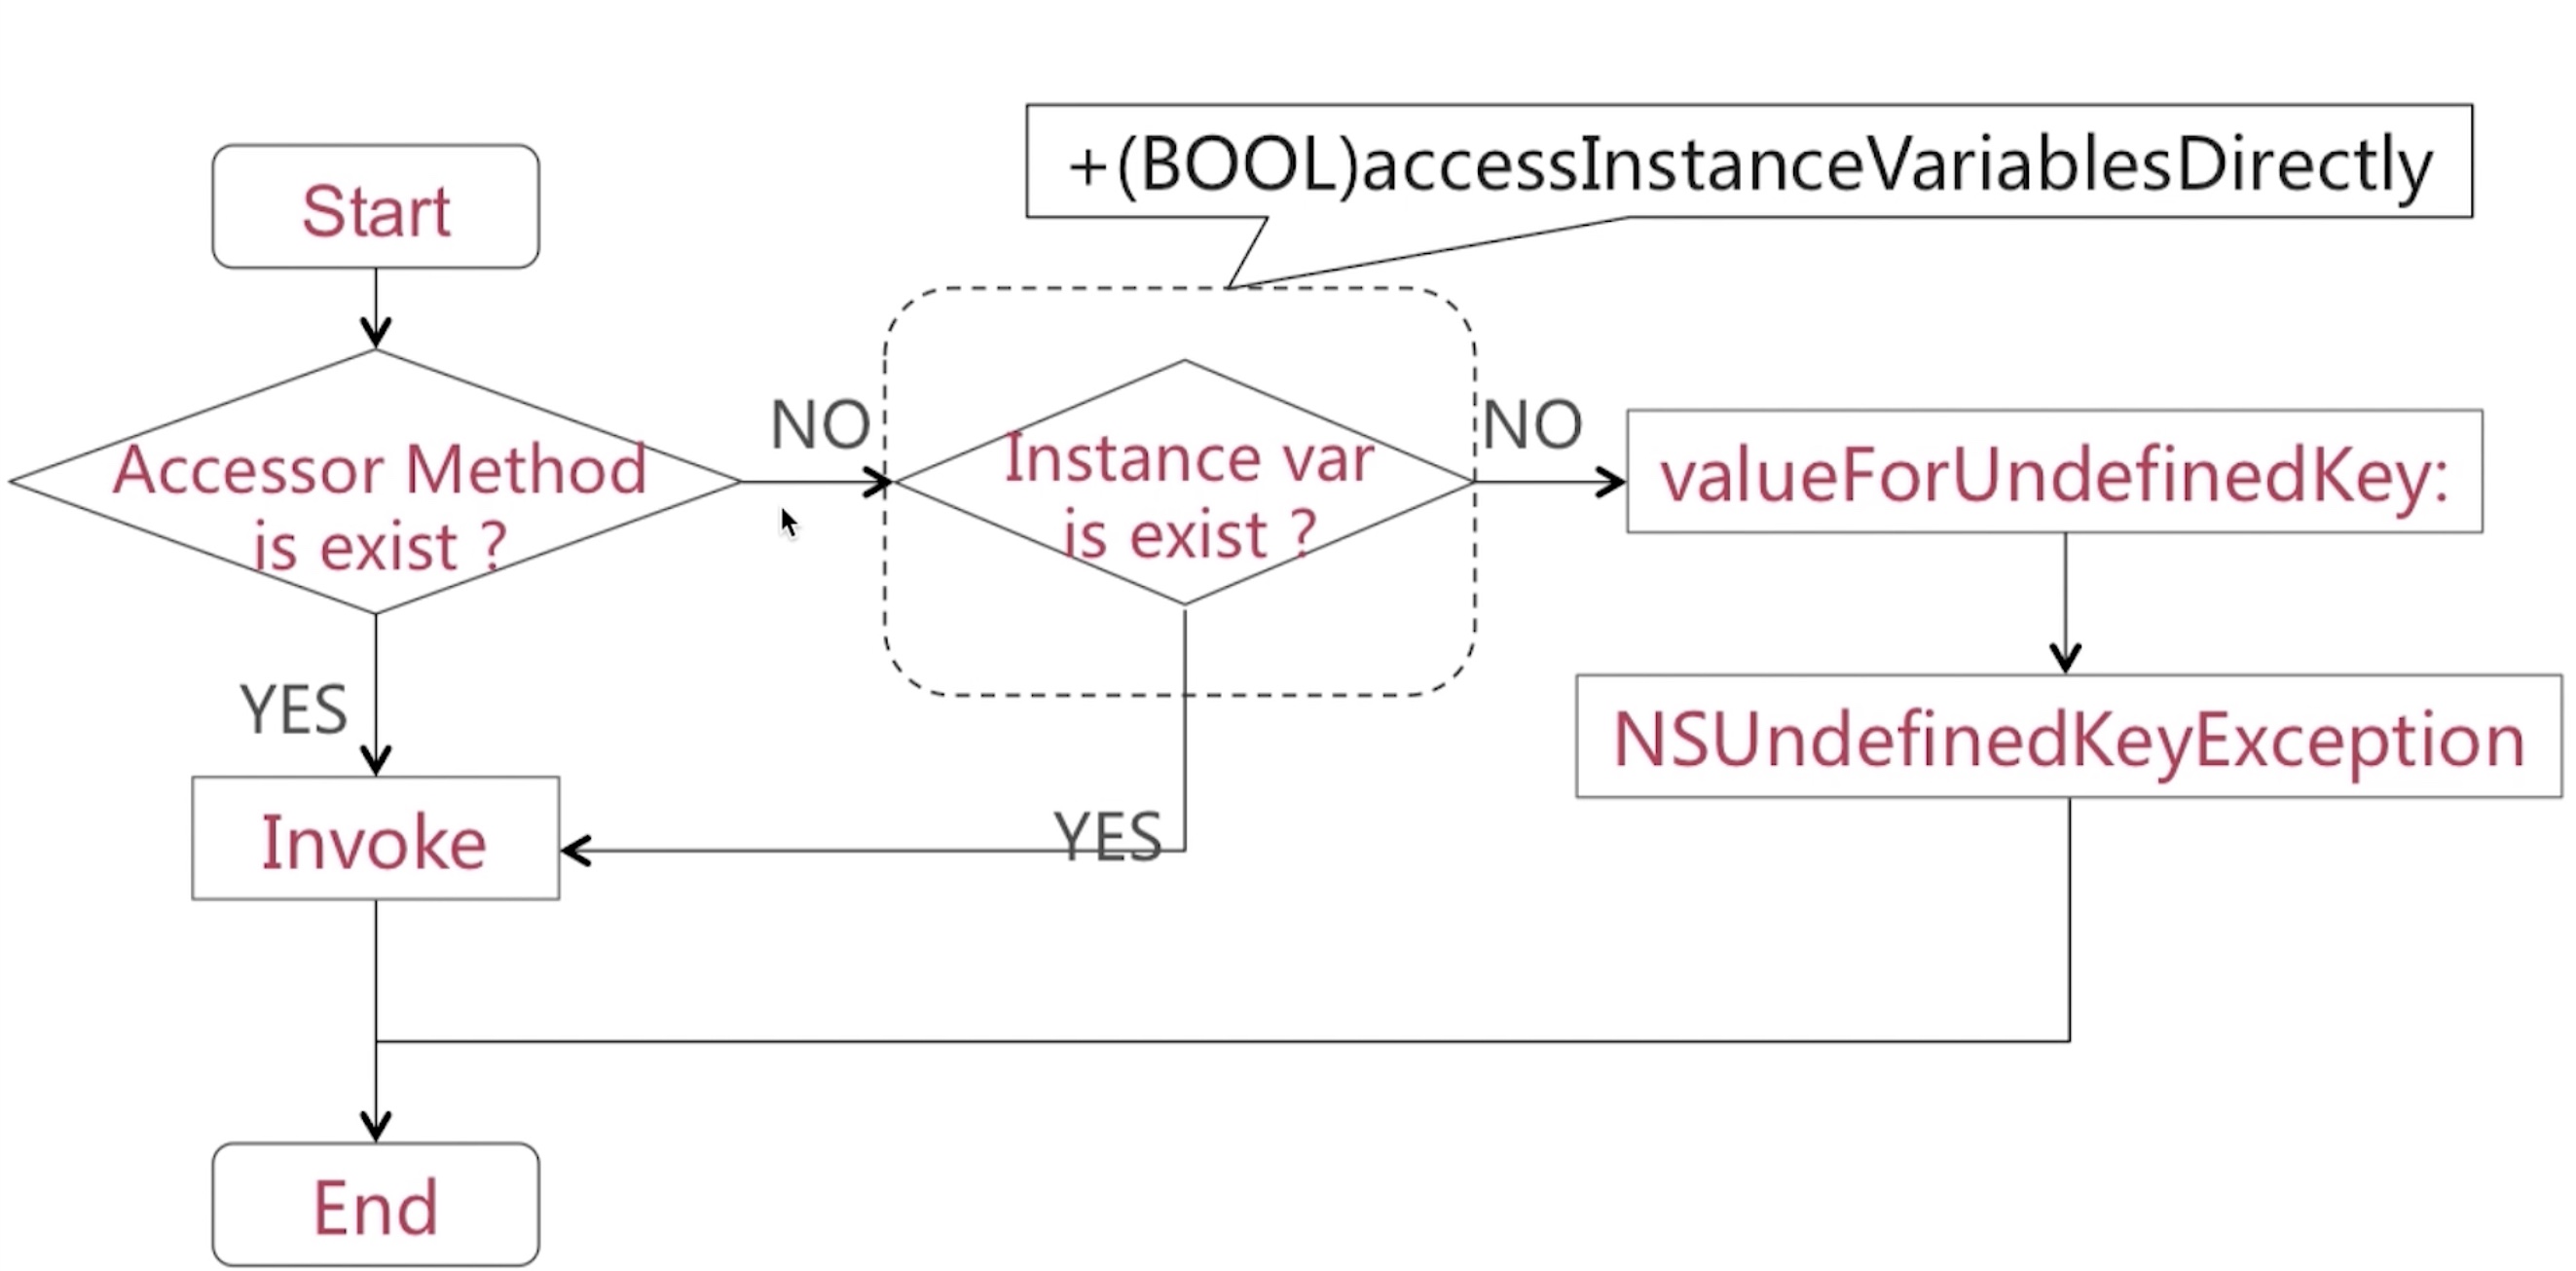 +(BOOL)accessInstanceVariablesDirectly
Start
NO
NO
Accessor Method
is exist ?
Instance var
is exist ?
valueForUndefinedKey:
YES
NSUndefinedKeyException
Invoke
YES
End